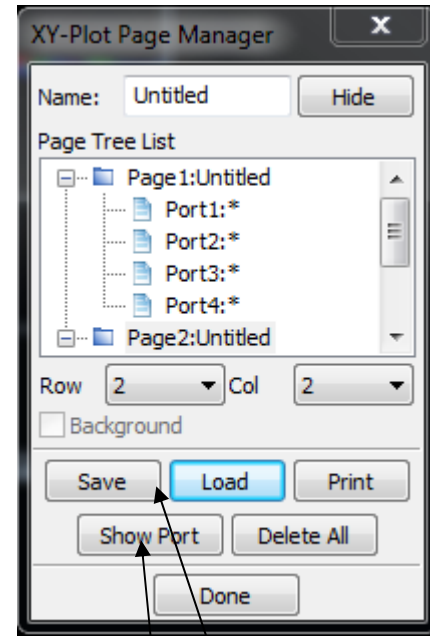 XY-Plot Page Manager x
Name: Untitled Hide
Page Tree List
Page1:Untitled
Port1:*
Port2:*
Port3:*
Port4:*
Page2:Untitled
Row 2 Col 2
Background
Save Load Print
Show Port Delete All
Done